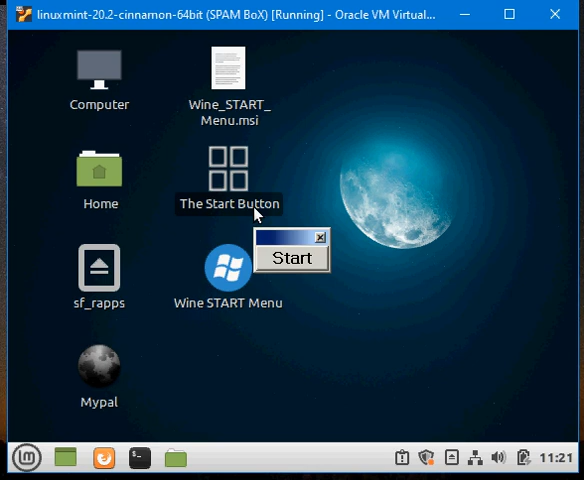 linuxmint-20.2-cinnamon-64bit (SPAM BoX) [Running] - Oracle VM Virtual...
Computer
Wine_START_
Menu.msi
Home
The Start Button
Start
sf_rapps
Wine START Menu
Mypal
11:21